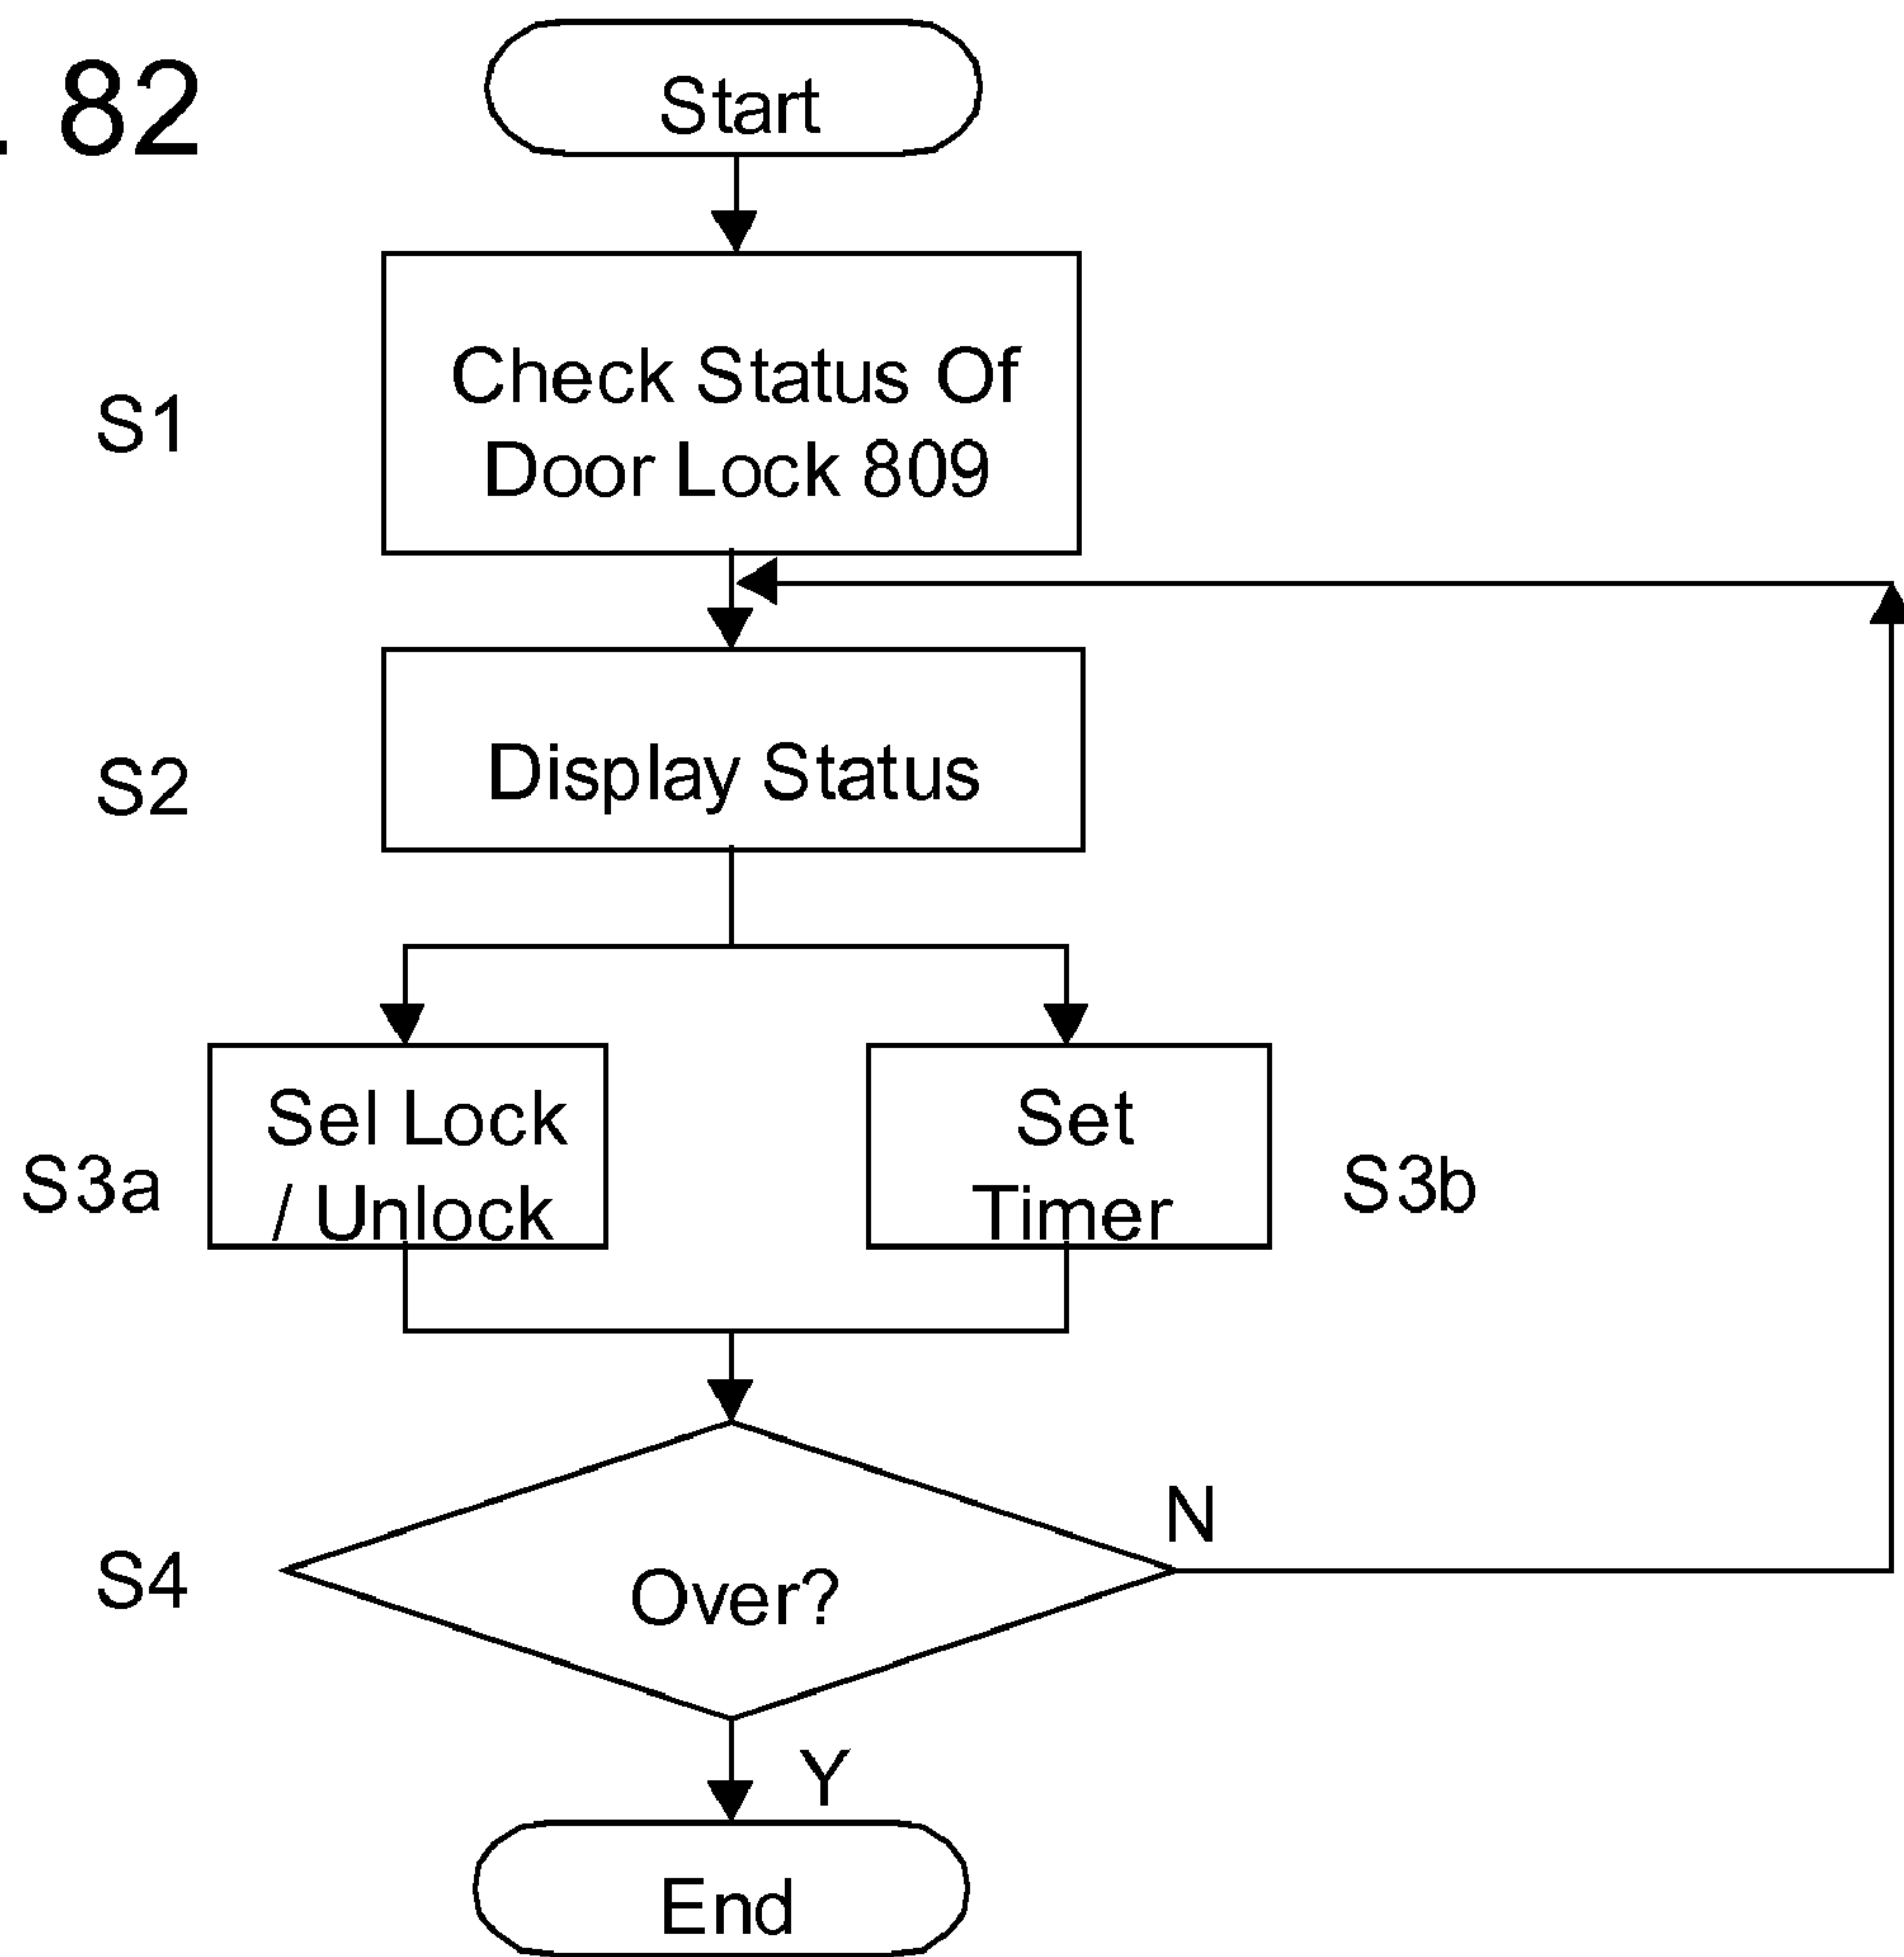 . 82
Start
S1
Check Status Of
Door Lock 809
S2
Display Status
S3a
Sel Lock
/ Unlock
Set
Timer
S3b
S4
Over?
N
Y
End